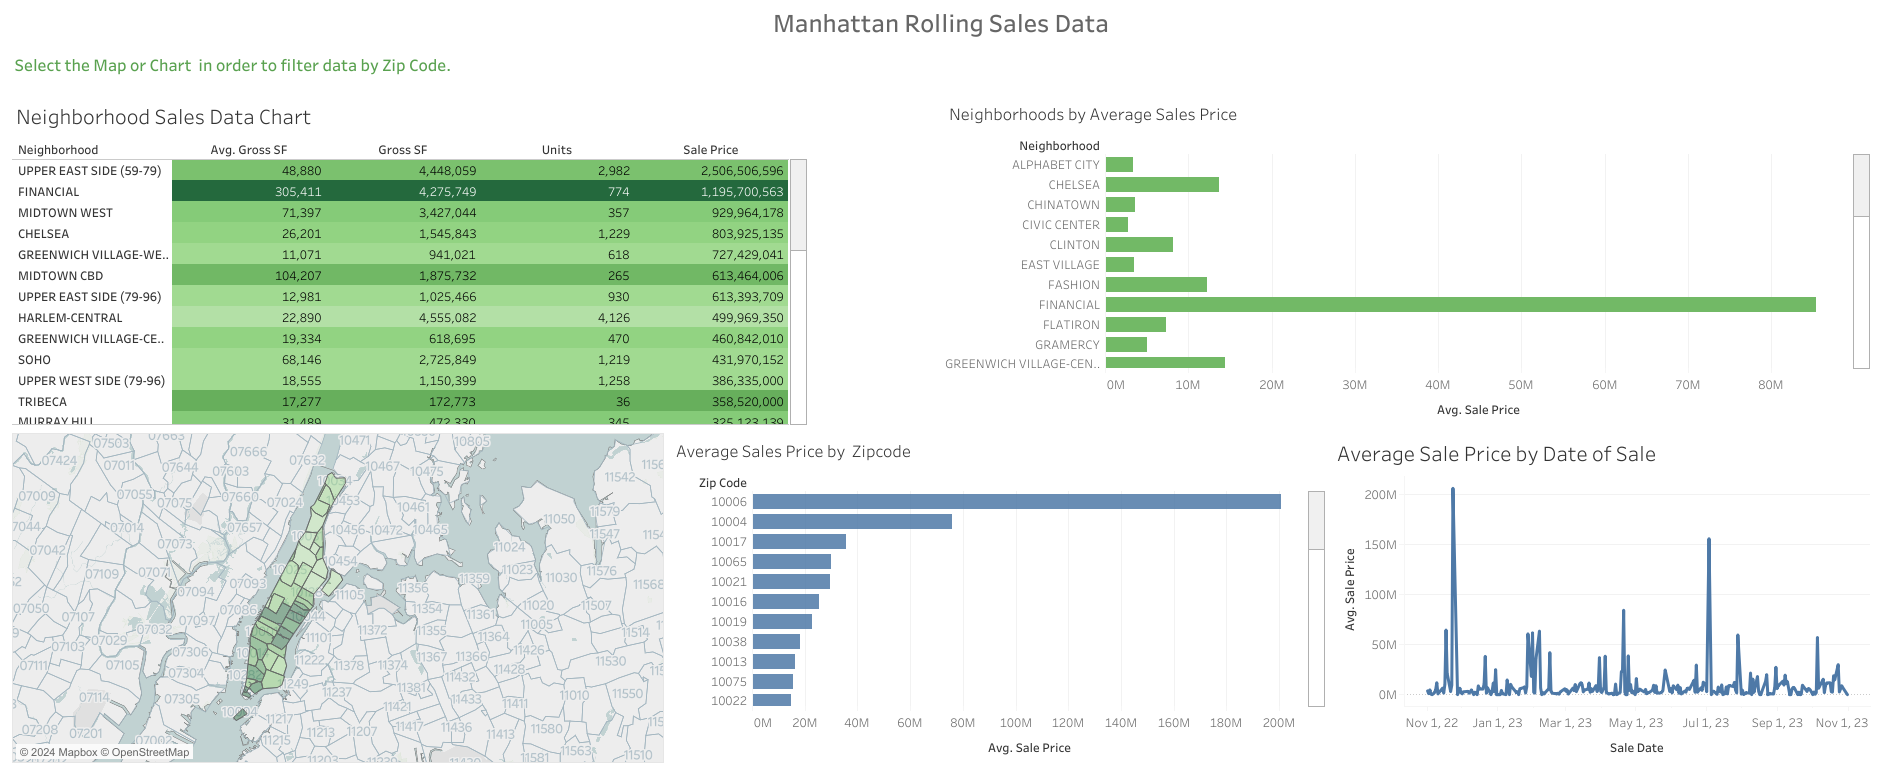 Manhattan Rolling Sales Data
Select the Map or Chart in order to filter data by Zip Code.
Neighborhood Sales Data Chart
Neighborhood Avg. Gross SF Gross SF Units Sale Price
UPPER EAST SIDE (59-79) 48,880 4,448,059 2,982 2,506,506,596
FINANCIAL 305,411 4,275,749 774 1,195,700,563
MIDTOWN WEST 71,397 3,427,044 357 929,964,178
CHELSEA 26,201 1,545,843 1,229 803,925,135
GREENWICH VILLAGE-WE.. 11,071 941,021 618 727,429,041
MIDTOWN CBD 104,207 1,875,732 265 613,464,006
UPPER EAST SIDE (79-96) 12,981 1,025,466 930 613,393,709
HARLEM-CENTRAL 22,890 4,555,082 4,126 499,969,350
GREENWICH VILLAGE-CE.. 19,334 618,695 470 460,842,010
SOHO 68,146 2,725,849 1,219 431,970,152
UPPER WEST SIDE (79-96) 18,555 1,150,399 1,258 386,335,000
TRIBECA 17,277 172,773 36 358,520,000
MURRAY HILL 31,489 472,330 345 325,123,139
Neighborhoods by Average Sales Price
Neighborhood
ALPHABET CITY
CHELSEA
CHINATOWN
CIVIC CENTER
CLINTON
EAST VILLAGE
FASHION
FINANCIAL
FLATIRON
GRAMERCY
GREENWICH VILLAGE-CEN..
0M 10M 20M 30M 40M 50M 60M 70M 80M
Avg. Sale Price
07503 07663 10471 10805
07424 07011 07644 07666 07632 10467 10475 11542
07009 07055 07075 07603 07660 07024
07014 07657 10456 10472 10465 10461 11050 11579
07042 11024 11547
07109 07071 07093 10454 11359 11030 11576 11568
07094 11105 11356
07050 07107 07097 07086 11354 11361 11020 11507
07032 11101 11372 11355 11364 11005 11514
07103 07029 07306 11222 11378 11374 11367 11426 11530
07111 07105 07304 11237 11381 11432 11428
07114 07305 11217 11421 11433 11010 11550
07208 07201 07002 11215 11213 11207 11417 11436 11413 11581
11203 11563 11510
© 2024 Mapbox © OpenStreetMap
Average Sales Price by Zipcode
Zip Code
10006
10004
10017
10065
10021
10016
10019
10038
10013
10075
10022
0M 20M 40M 60M 80M 100M 120M 140M 160M 180M 200M
Avg. Sale Price
Average Sale Price by Date of Sale
200M
150M
100M
50M
0M
Avg. Sale Price
Nov 1, 22 Jan 1, 23 Mar 1, 23 May 1, 23 Jul 1, 23 Sep 1, 23 Nov 1, 23
Sale Date